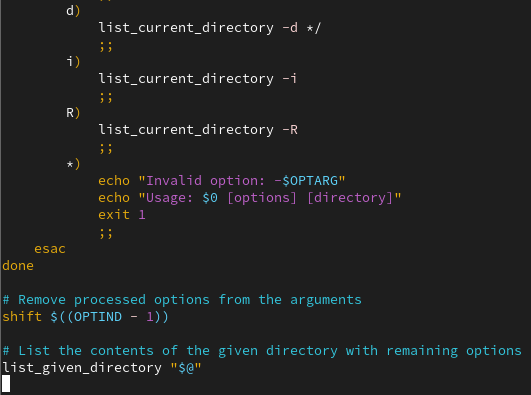 d)
            list_current_directory -d */
            ;;
        i)
            list_current_directory -i
            ;;
        R)
            list_current_directory -R
            ;;
        *)
            echo "Invalid option: -$OPTARG"
            echo "Usage: $0 [options] [directory]"
            exit 1
            ;;
    esac
done

# Remove processed options from the arguments
shift $((OPTIND - 1))

# List the contents of the given directory with remaining options
list_given_directory "$@"